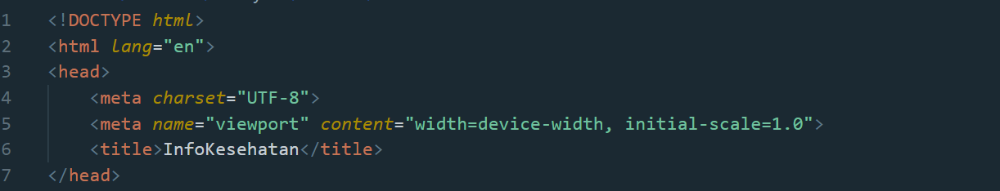 1 <!DOCTYPE html>
2 <html lang="en">
3 <head>
4 <meta charset="UTF-8">
5 <meta name="viewport" content="width=device-width, initial-scale=1.0">
6 <title>InfoKesehatan</title>
7 </head>